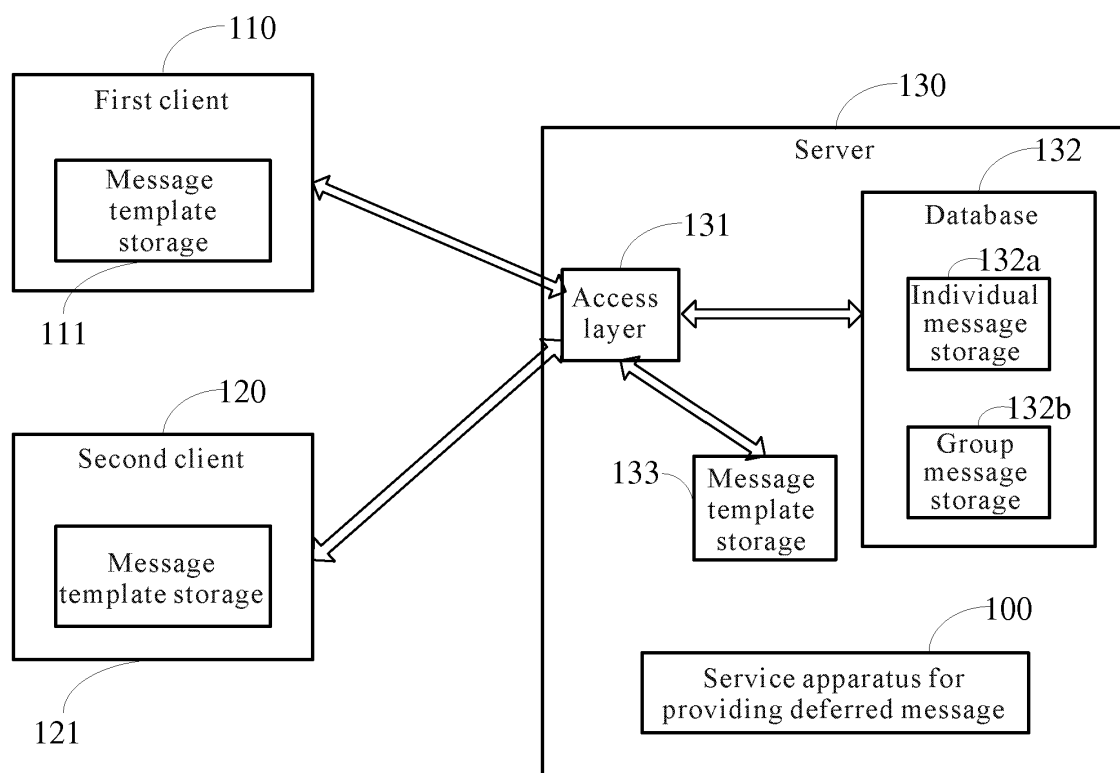 110
First client
Message
template
storage
111
120
Second client
Message
template storage
121
130
Server
131
Access
layer
132
Database
132a
Individual
message
storage
132b
Group
message
storage
133
Message
template
storage
100
Service apparatus for
providing deferred message